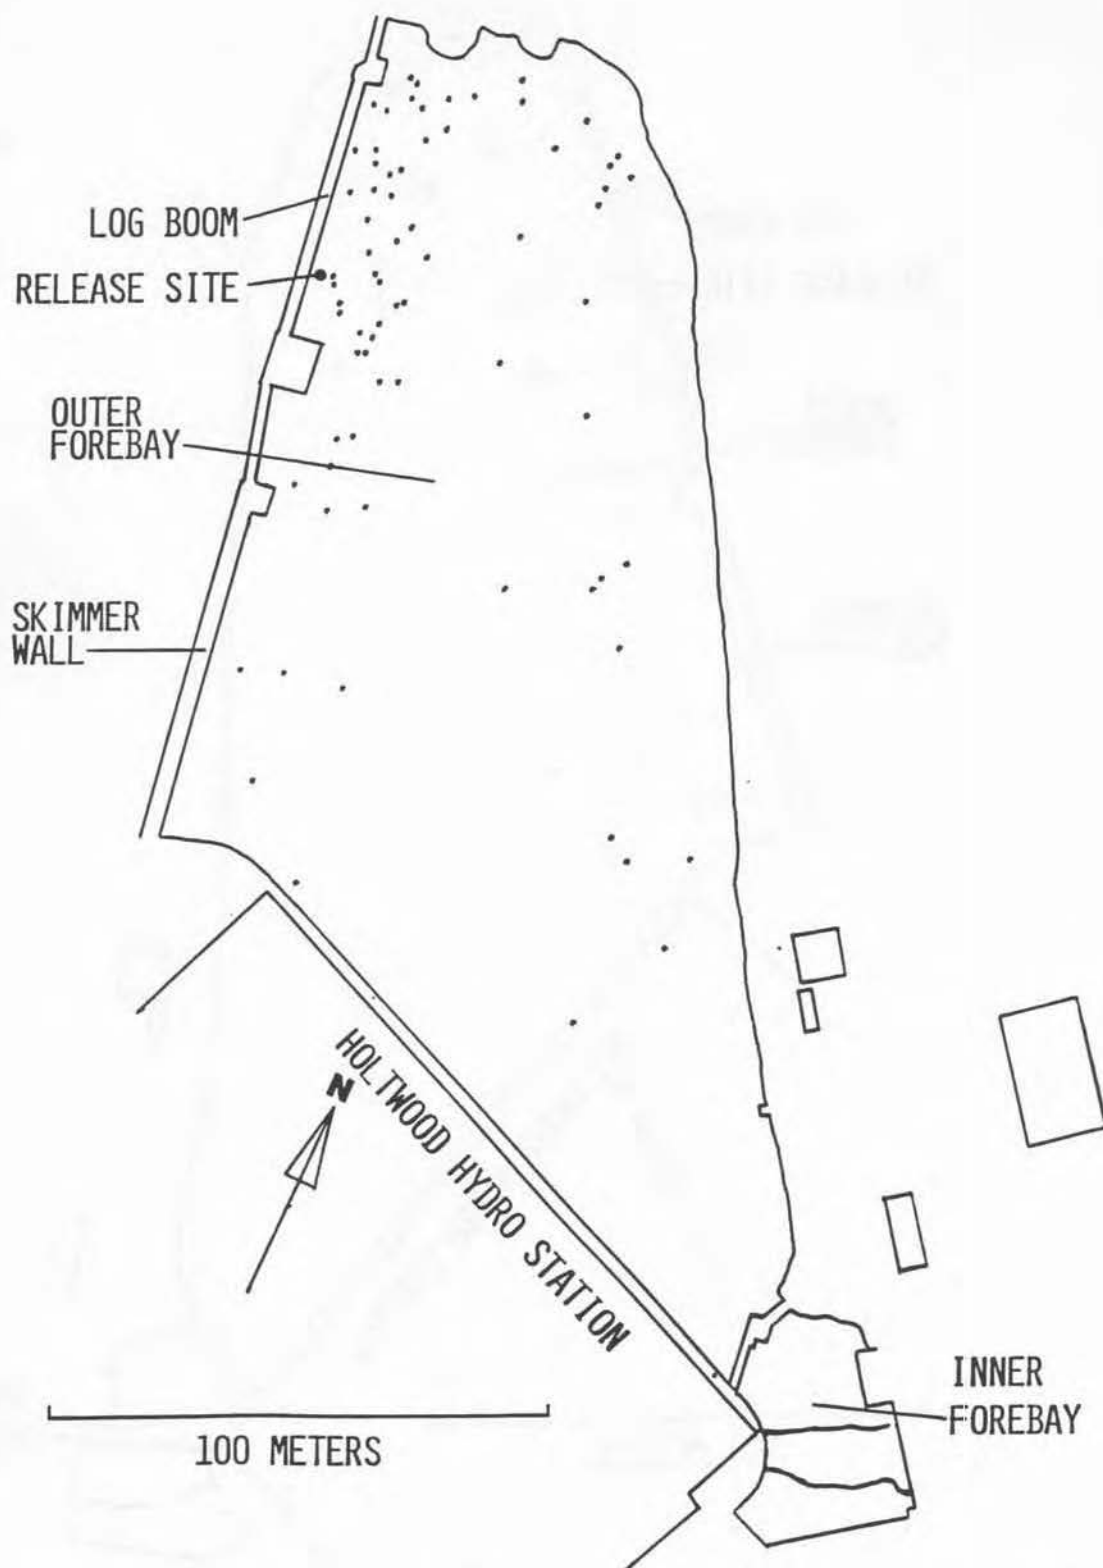 LOG BOOM
RELEASE SITE
OUTER
FOREBAY
SKIMMER
WALL
HOLTWOOD HYDRO STATION
N
100 METERS
INNER
FOREBAY